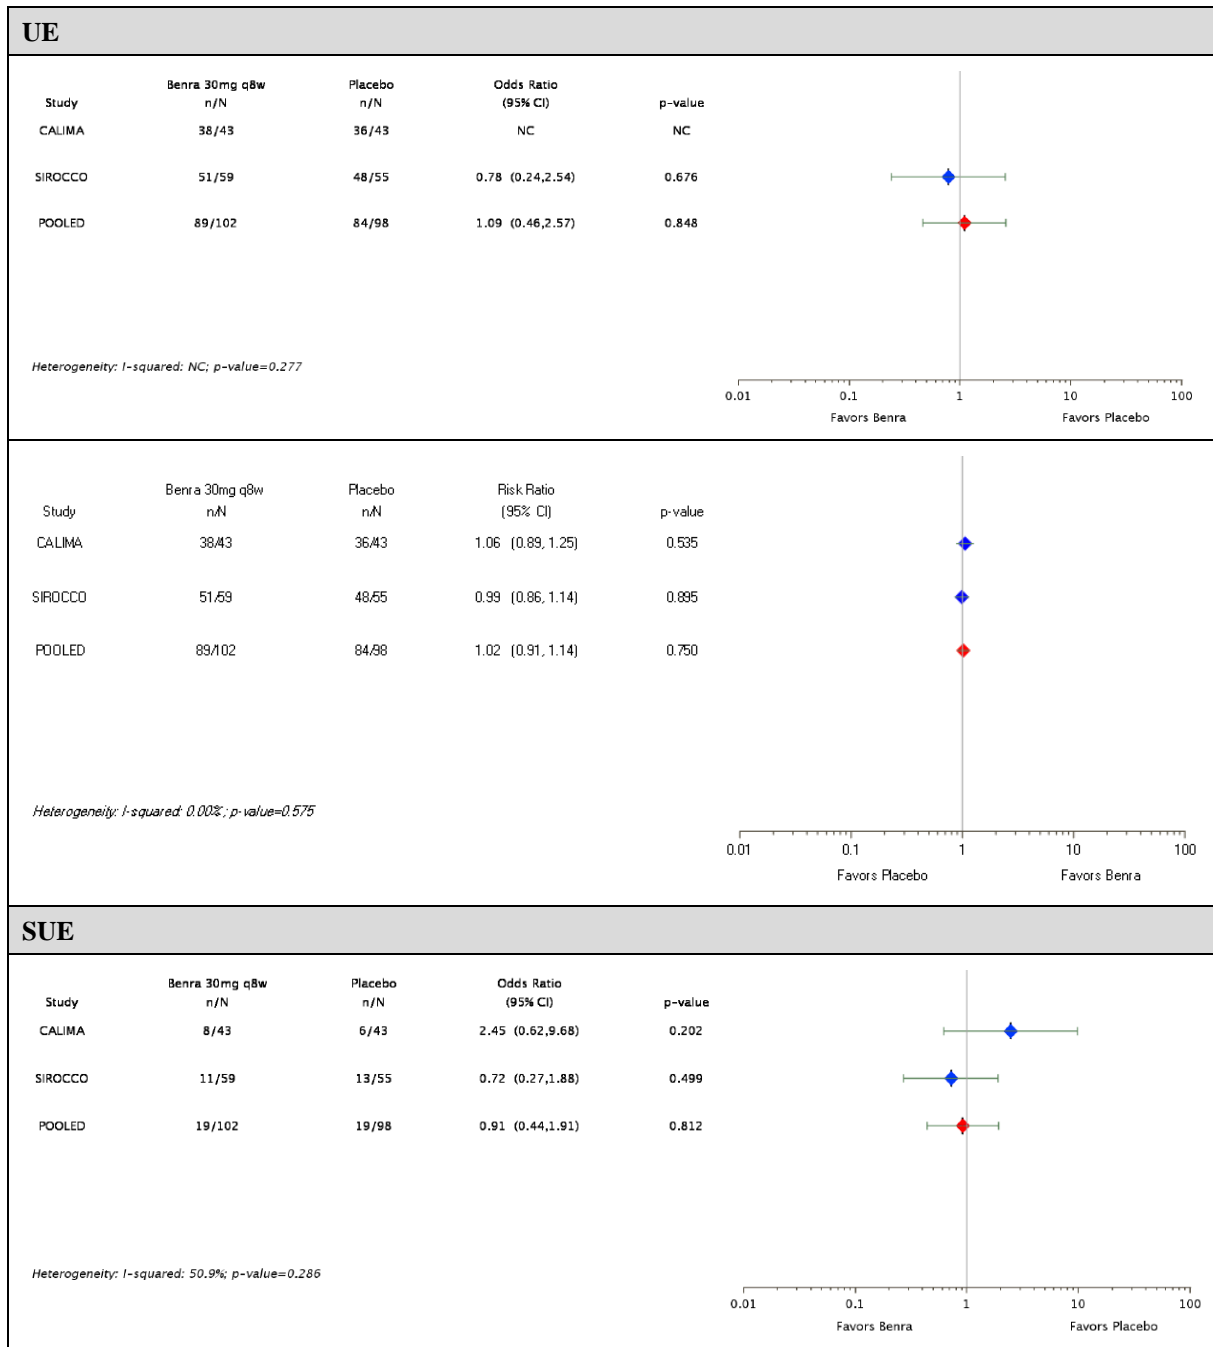 UE
Benra 30mg q8w Placebo Odds Ratio
Study n/N n/N (95% CI) p-value
CALIMA 38/43 36/43 NC NC
SIROCCO 51/59 48/55 0.78 (0.24,2.54) 0.676
POOLED 89/102 84/98 1.09 (0.46,2.57) 0.848
Heterogeneity: I-squared: NC; p-value=0.277
0.01 0.1 1 10 100
Favors Benra Favors Placebo
Benra 30mg q8w Placebo Risk Ratio
Study n/N n/N (95% CI) p-value
CALIMA 38/43 36/43 1.06 (0.89, 1.25) 0.535
SIROCCO 51/59 48/55 0.99 (0.86, 1.14) 0.895
POOLED 89/102 84/98 1.02 (0.91, 1.14) 0.750
Heterogeneity: I-squared: 0.00%; p-value=0.575
0.01 0.1 1 10 100
Favors Placebo Favors Benra
SUE
Benra 30mg q8w Placebo Odds Ratio
Study n/N n/N (95% CI) p-value
CALIMA 8/43 6/43 2.45 (0.62,9.68) 0.202
SIROCCO 11/59 13/55 0.72 (0.27,1.88) 0.499
POOLED 19/102 19/98 0.91 (0.44,1.91) 0.812
Heterogeneity: I-squared: 50.9%; p-value=0.286
0.01 0.1 1 10 100
Favors Benra Favors Placebo